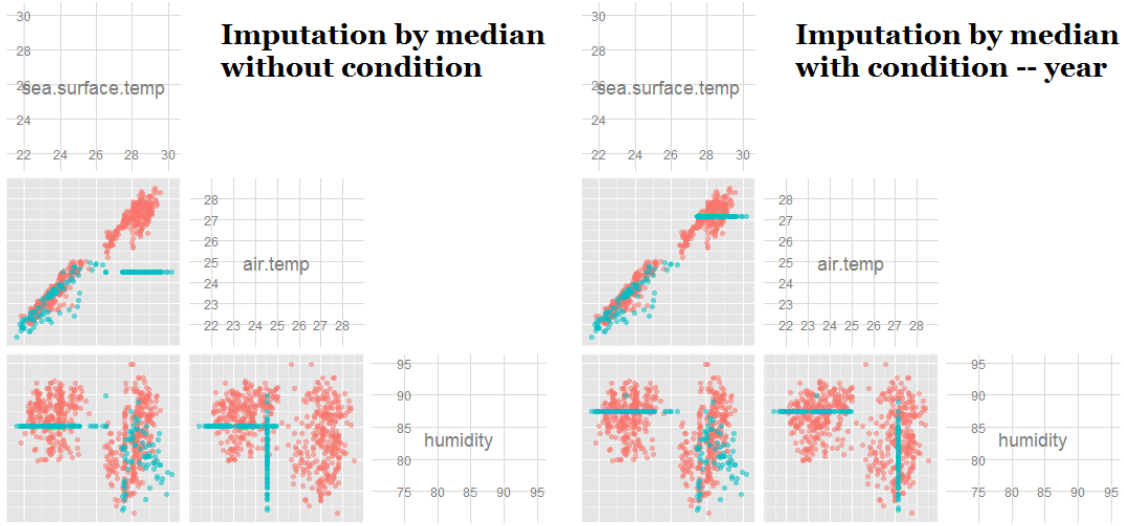 Imputation by median
without condition
30
28
26
24
22
sea.surface.temp
22 24 26 28 30
28
27
26
25
24
23
air.temp
22 23 24 25 26 27 28
95
90
85
80
75
humidity
75 80 85 90 95
Imputation by median
with condition -- year
30
28
26
24
22
sea.surface.temp
22 24 26 28 30
28
27
26
25
24
23
air.temp
22 23 24 25 26 27 28
95
90
85
80
75
humidity
75 80 85 90 95